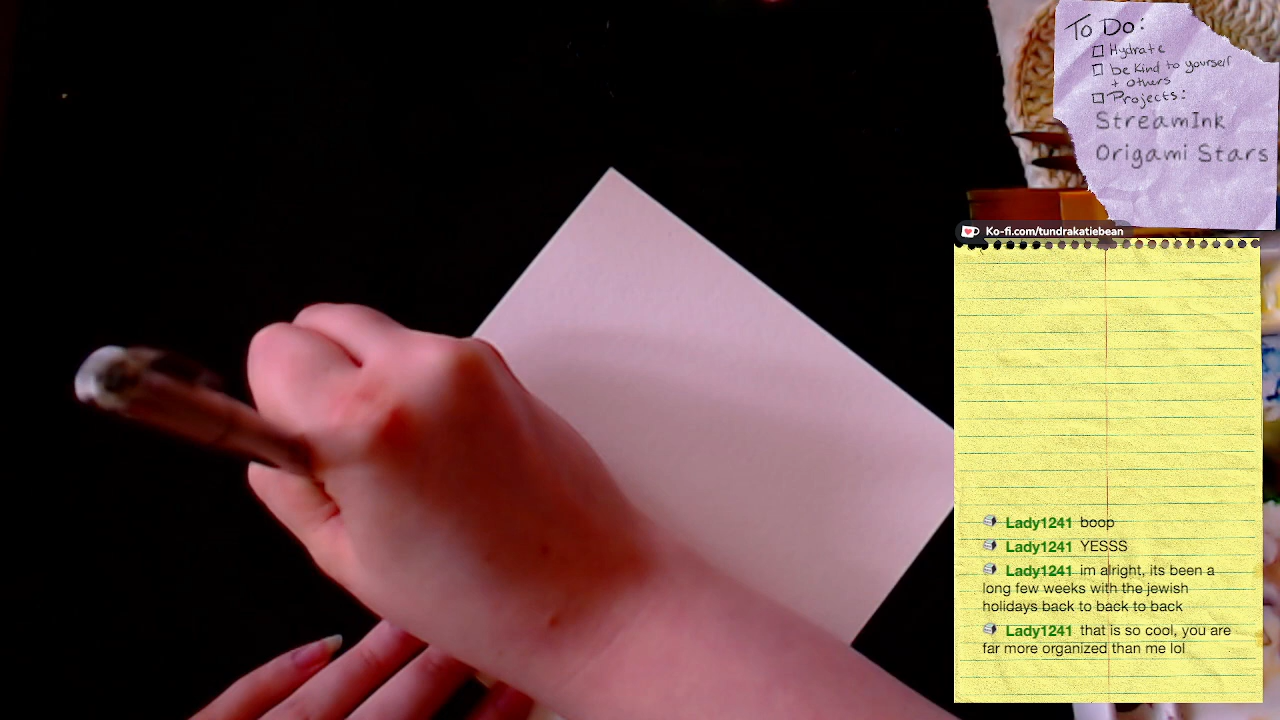 To Do:
Hydrate
be kind to yourself
+ others
Projects:
StreamInk
Origami Stars
Ko-fi.com/tundrakatiebean
Lady1241 boop
Lady1241 YESSS
Lady1241 im alright, its been a
long few weeks with the jewish
holidays back to back to back
Lady1241 that is so cool, you are
far more organized than me lol